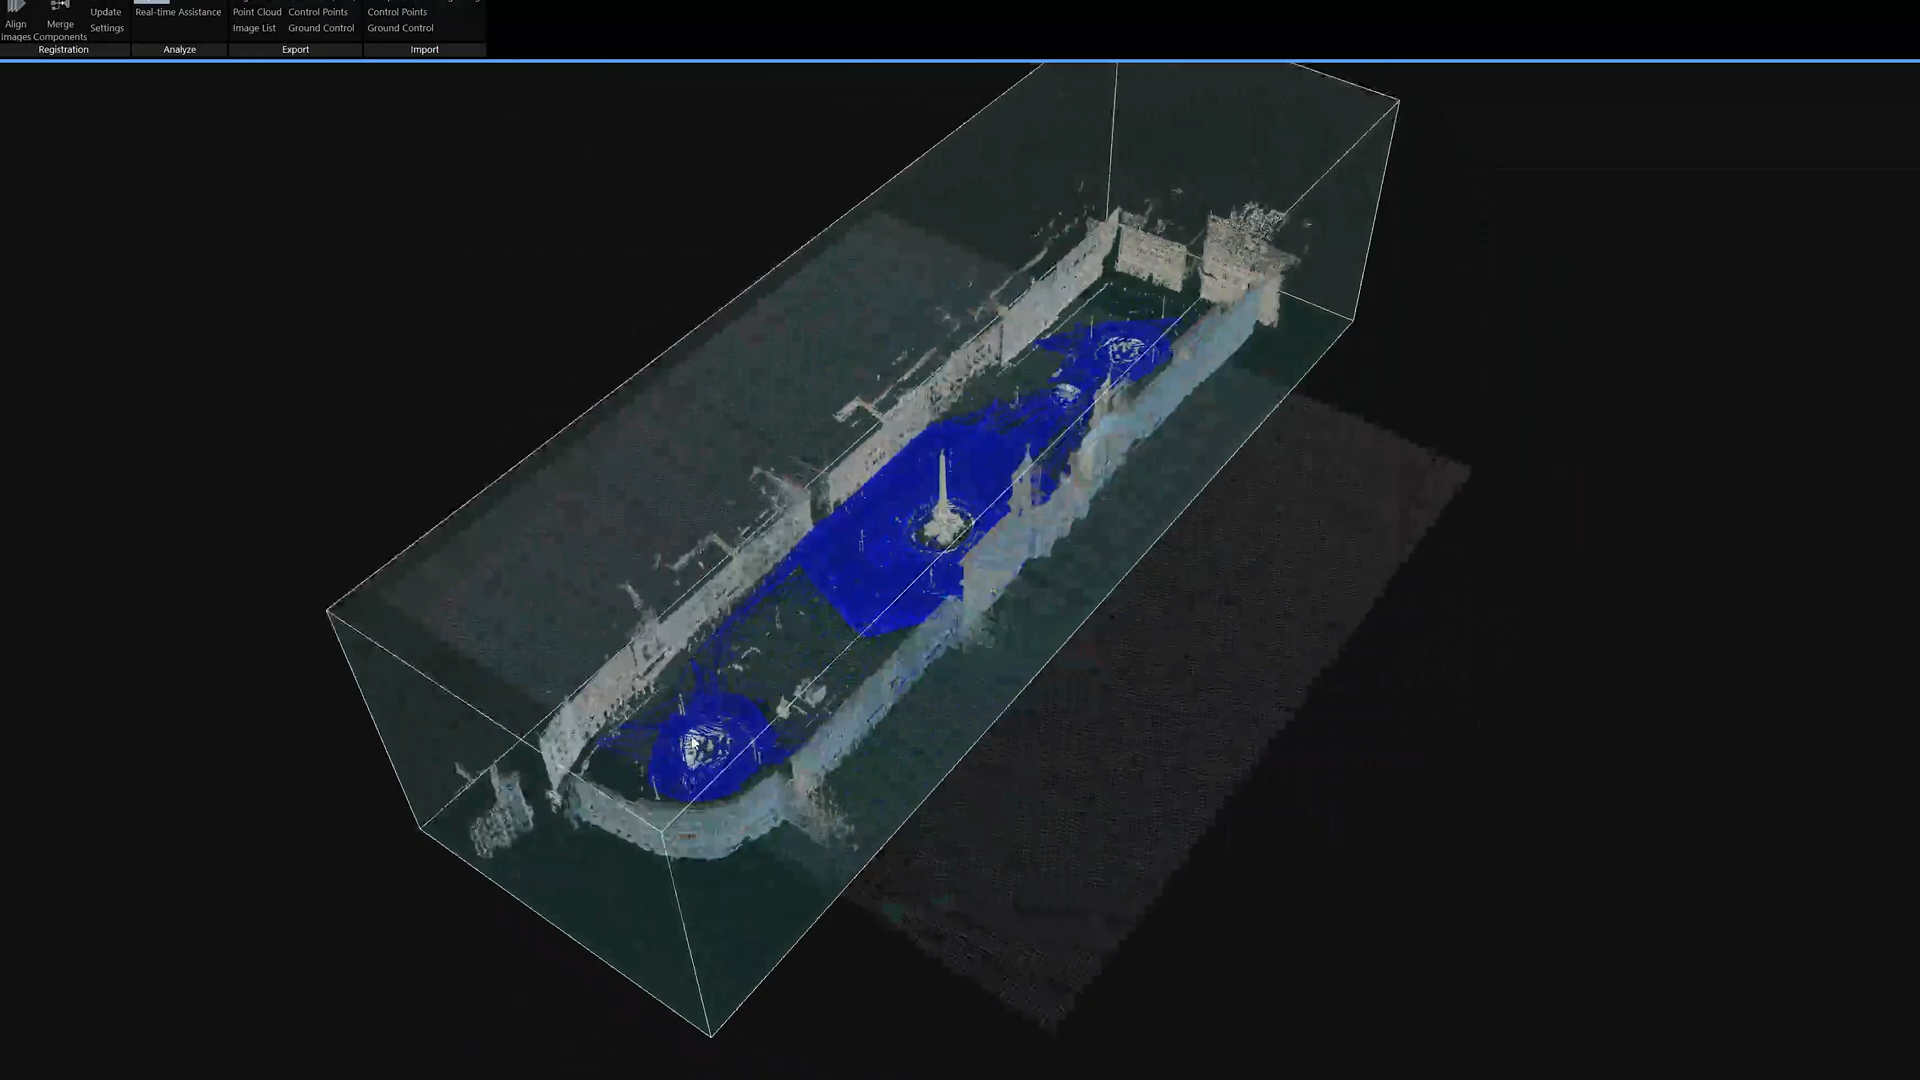 Update
Real-time Assistance
Point Cloud
Control Points
Control Points
Align
Images
Merge
Components
Settings
Image List
Ground Control
Ground Control
Registration
Analyze
Export
Import